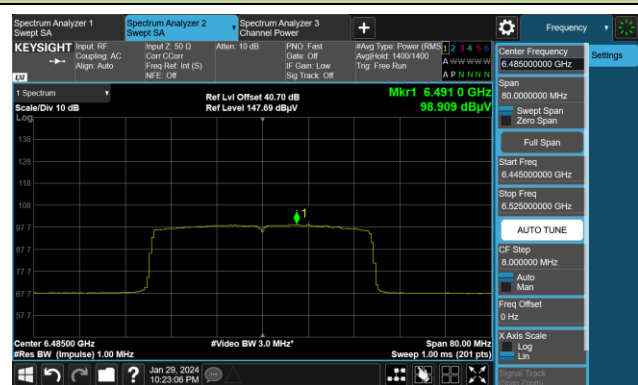 Spectrum Analyzer 1
Swept SA
Spectrum Analyzer 2
Swept SA
Spectrum Analyzer 3
Channel Power
Frequency
KEYSIGHT
LXI
Input: RF
Coupling: AC
Align: Auto
Input Z: 50 Ω
Corr CCorr
Freq Ref: Int (S)
NFE: Off
Atten: 10 dB
PNO: Fast
Gate: Off
IF Gain: Low
Sig Track: Off
#Avg Type: Power (RMS
Avg|Hold: 1400/1400
Trig: Free Run
1 2 3 4 5 6
A W W W W W
A P N N N N
1 Spectrum
Scale/Div 10 dB
Log
Ref Lvl Offset 40.70 dB
Ref Level 147.69 dBµV
Mkr1 6.491 0 GHz
98.909 dBµV
138
128
118
108
97.7
87.7
77.7
67.7
57.7
1
Center 6.48500 GHz
#Res BW (Impulse) 1.00 MHz
#Video BW 3.0 MHz*
Span 80.00 MHz
Sweep 1.00 ms (201 pts)
Center Frequency
6.485000000 GHz
Settings
Span
80.0000000 MHz
Swept Span
Zero Span
Full Span
Start Freq
6.445000000 GHz
Stop Freq
6.525000000 GHz
AUTO TUNE
CF Step
8.000000 MHz
Auto
Man
Freq Offset
0 Hz
X Axis Scale
Log
Lin
Signal Track
(Span Zoom)
?
Jan 29, 2024
10:23:06 PM